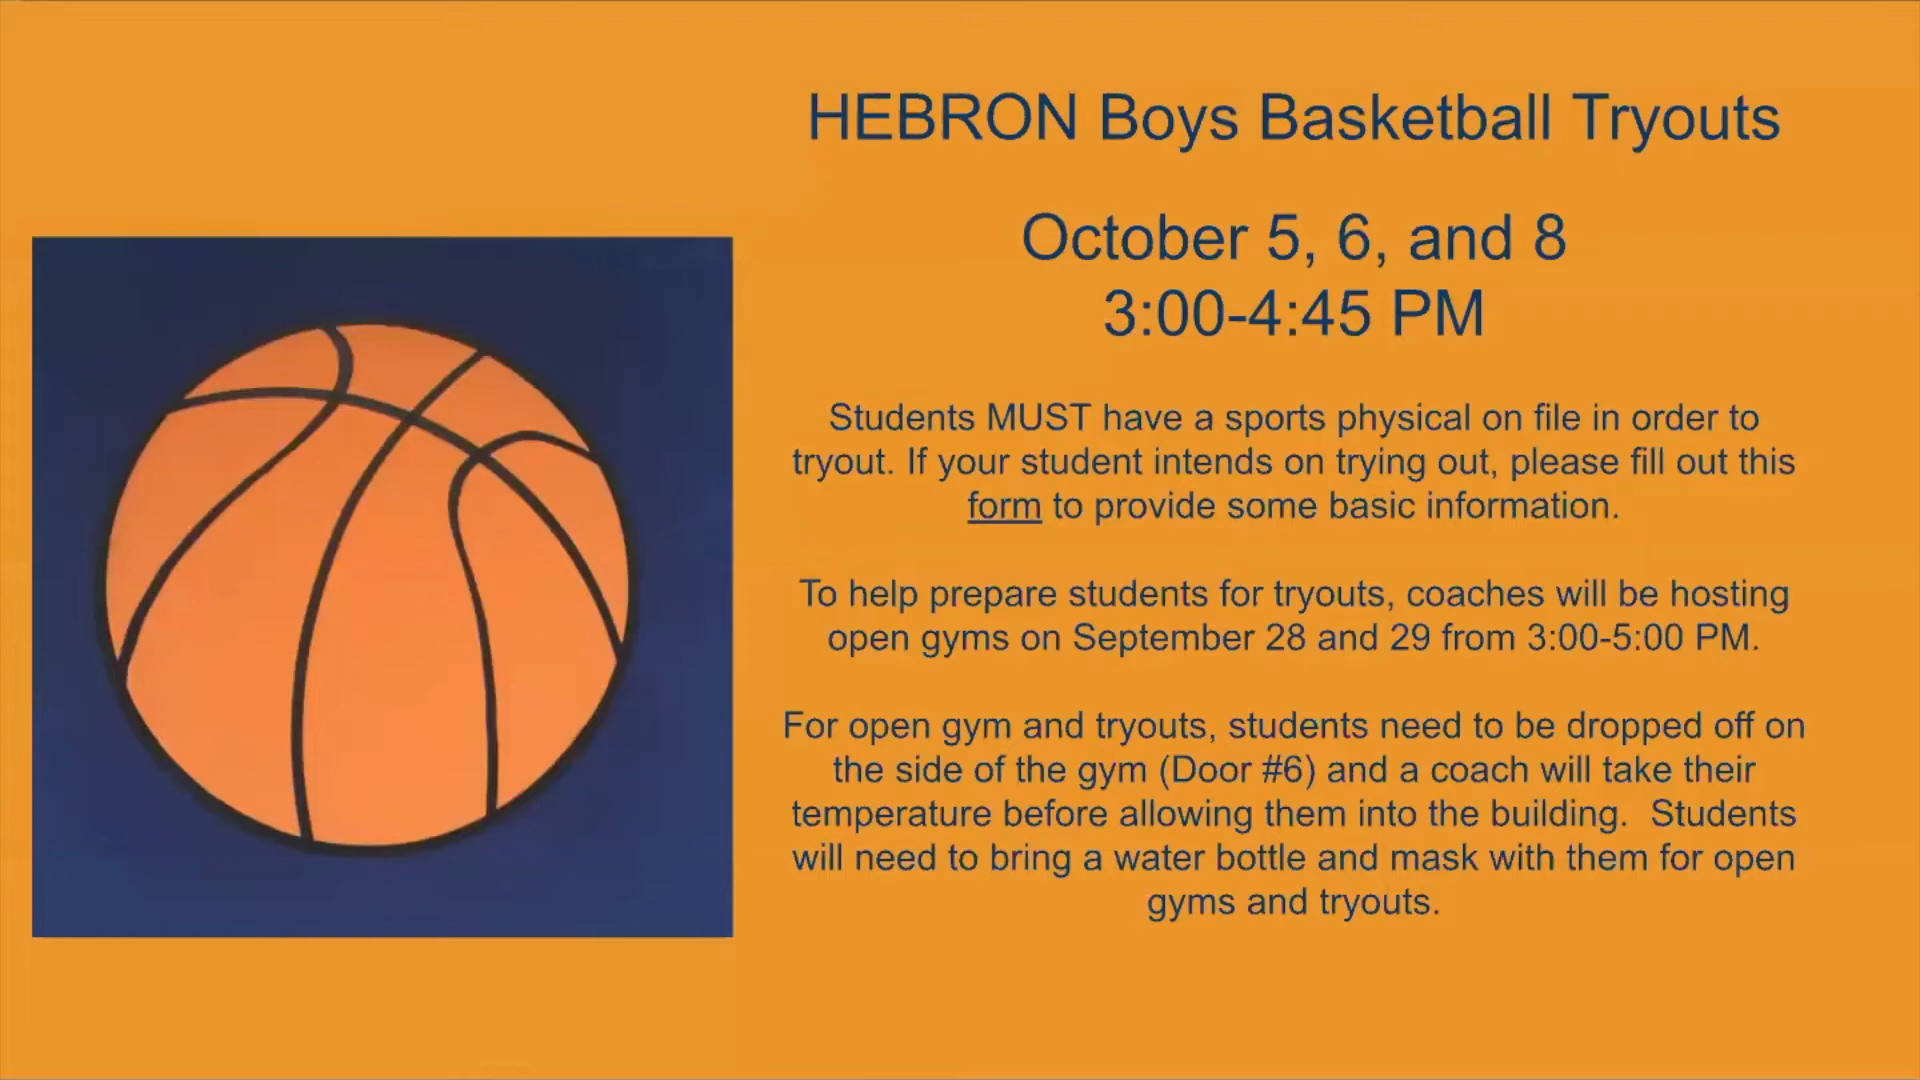 HEBRON Boys Basketball Tryouts
October 5, 6, and 8
3:00-4:45 PM
Students MUST have a sports physical on file in order to
tryout. If your student intends on trying out, please fill out this
form to provide some basic information.
To help prepare students for tryouts, coaches will be hosting
open gyms on September 28 and 29 from 3:00-5:00 PM.
For open gym and tryouts, students need to be dropped off on
the side of the gym (Door #6) and a coach will take their
temperature before allowing them into the building.  Students
will need to bring a water bottle and mask with them for open
gyms and tryouts.